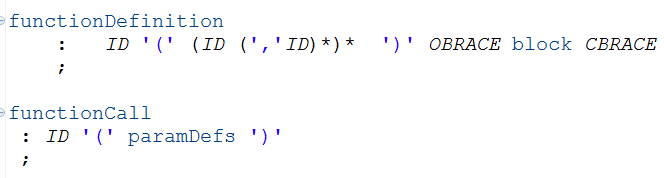 functionDefinition
: ID '(' (ID (','ID)*)* ')' OBRACE block CBRACE
;
functionCall
: ID '(' paramDefs ')'
;